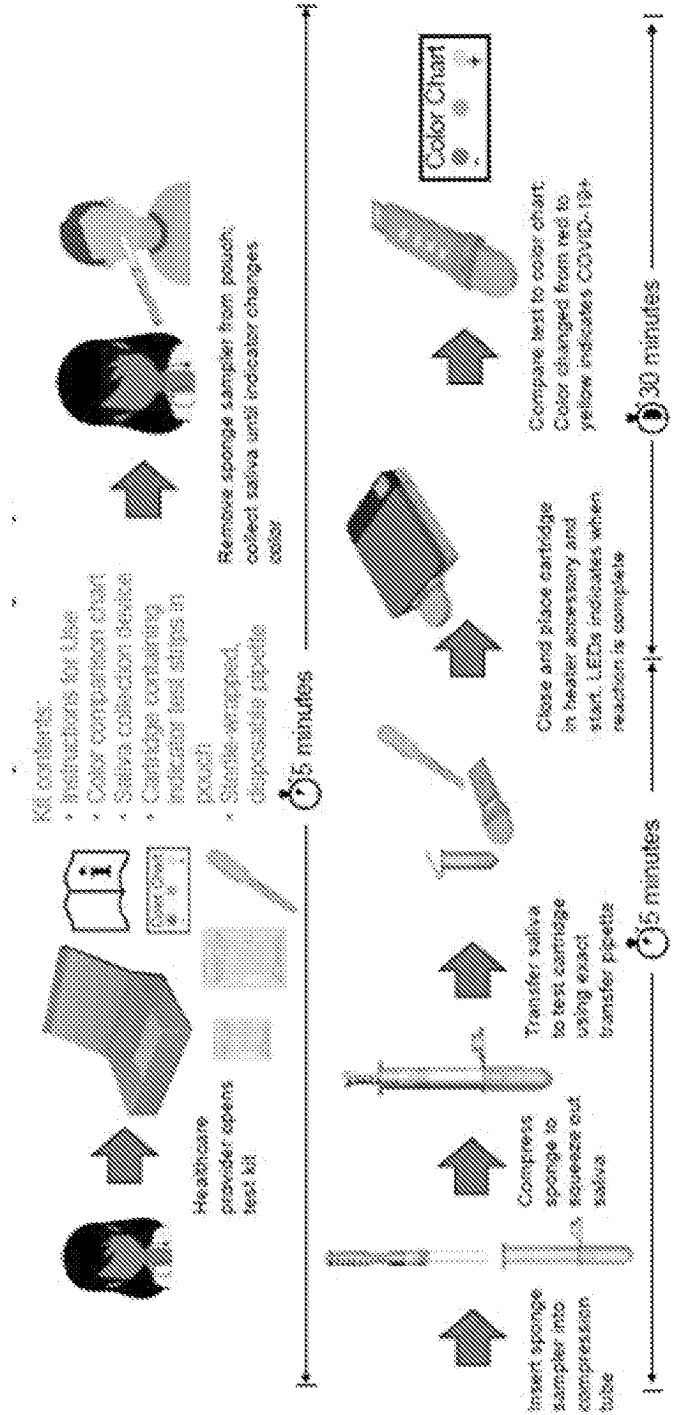 Healthcare
provider opens
test kit
Color Chart
Kit contents:
• Instructions for Use
• Color comparison chart
• Saliva collection device
• Cartridge containing
indicator test strips in
pouch
• Sterile-wrapped,
disposable pipette
Remove sponge sampler from pouch,
collect saliva until indicator changes
color
5 minutes
Insert sponge
sampler into
compression
tube
Compress
sponge to
squeeze out
saliva
Transfer saliva
to test cartridge
using exact
transfer pipette
Close and place cartridge
in heater accessory and
start. LEDs indicates when
reaction is complete
Color Chart
- +
Compare test to color chart:
Color changed from red to
yellow indicates COVID-19+
5 minutes
30 minutes